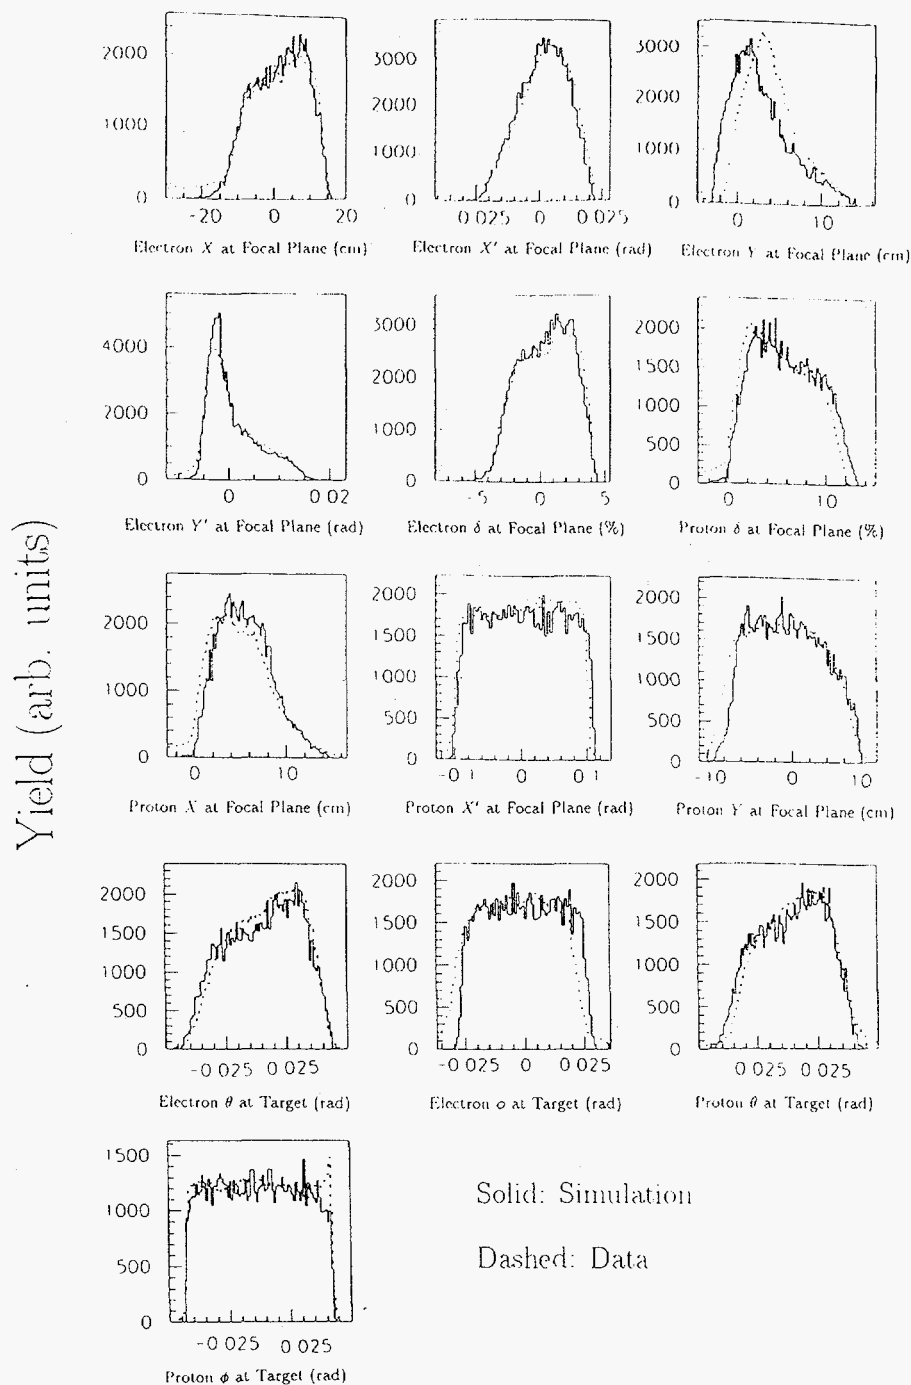 Yield (arb. units)
2000
1000
0
-20 0 20
Electron X at Focal Plane (cm)
3000
2000
1000
0
0 025 0 0 025
Electron X' at Focal Plane (rad)
3000
2000
1000
0
0 10
Electron Y at Focal Plane (cm)
4000
2000
0
0 0 02
Electron Y' at Focal Plane (rad)
3000
2000
1000
0
-5 0 5
Electron δ at Focal Plane (%)
2000
1500
1000
500
0
0 10
Proton δ at Focal Plane (%)
2000
1000
0
0 10
Proton X at Focal Plane (cm)
2000
1500
1000
500
0
-0 1 0 0 1
Proton X' at Focal Plane (rad)
2000
1500
1000
500
0
-10 0 10
Proton Y at Focal Plane (cm)
2000
1500
1000
500
0
-0 025 0 025
Electron θ at Target (rad)
2000
1500
1000
500
0
-0 025 0 0 025
Electron φ at Target (rad)
2000
1500
1000
500
0
0 025 0 025
Proton θ at Target (rad)
1500
1000
500
0
-0 025 0 025
Proton φ at Target (rad)
Solid: Simulation
Dashed: Data